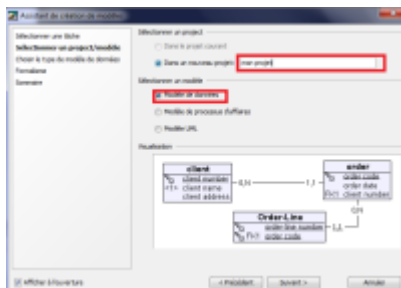 Assistant de création de modèles
Sélectionner une tâche
Sélectionner un projet/modèle
Choisir le type de modèle de données
Formalisme
Sommaire
Sélectionner un projet
Dans le projet courant
Dans un nouveau projet: mon projet
Sélectionner un modèle
Modèle de données
Modèle de processus d'affaires
Modèle UML
Visualisation
client
client number
client name
client address
0,N
1,1
order
order code
order date
client number
0,N
1,1
Order-Line
order line number
order code
Afficher à l'ouverture
< Précédent
Suivant >
Annuler